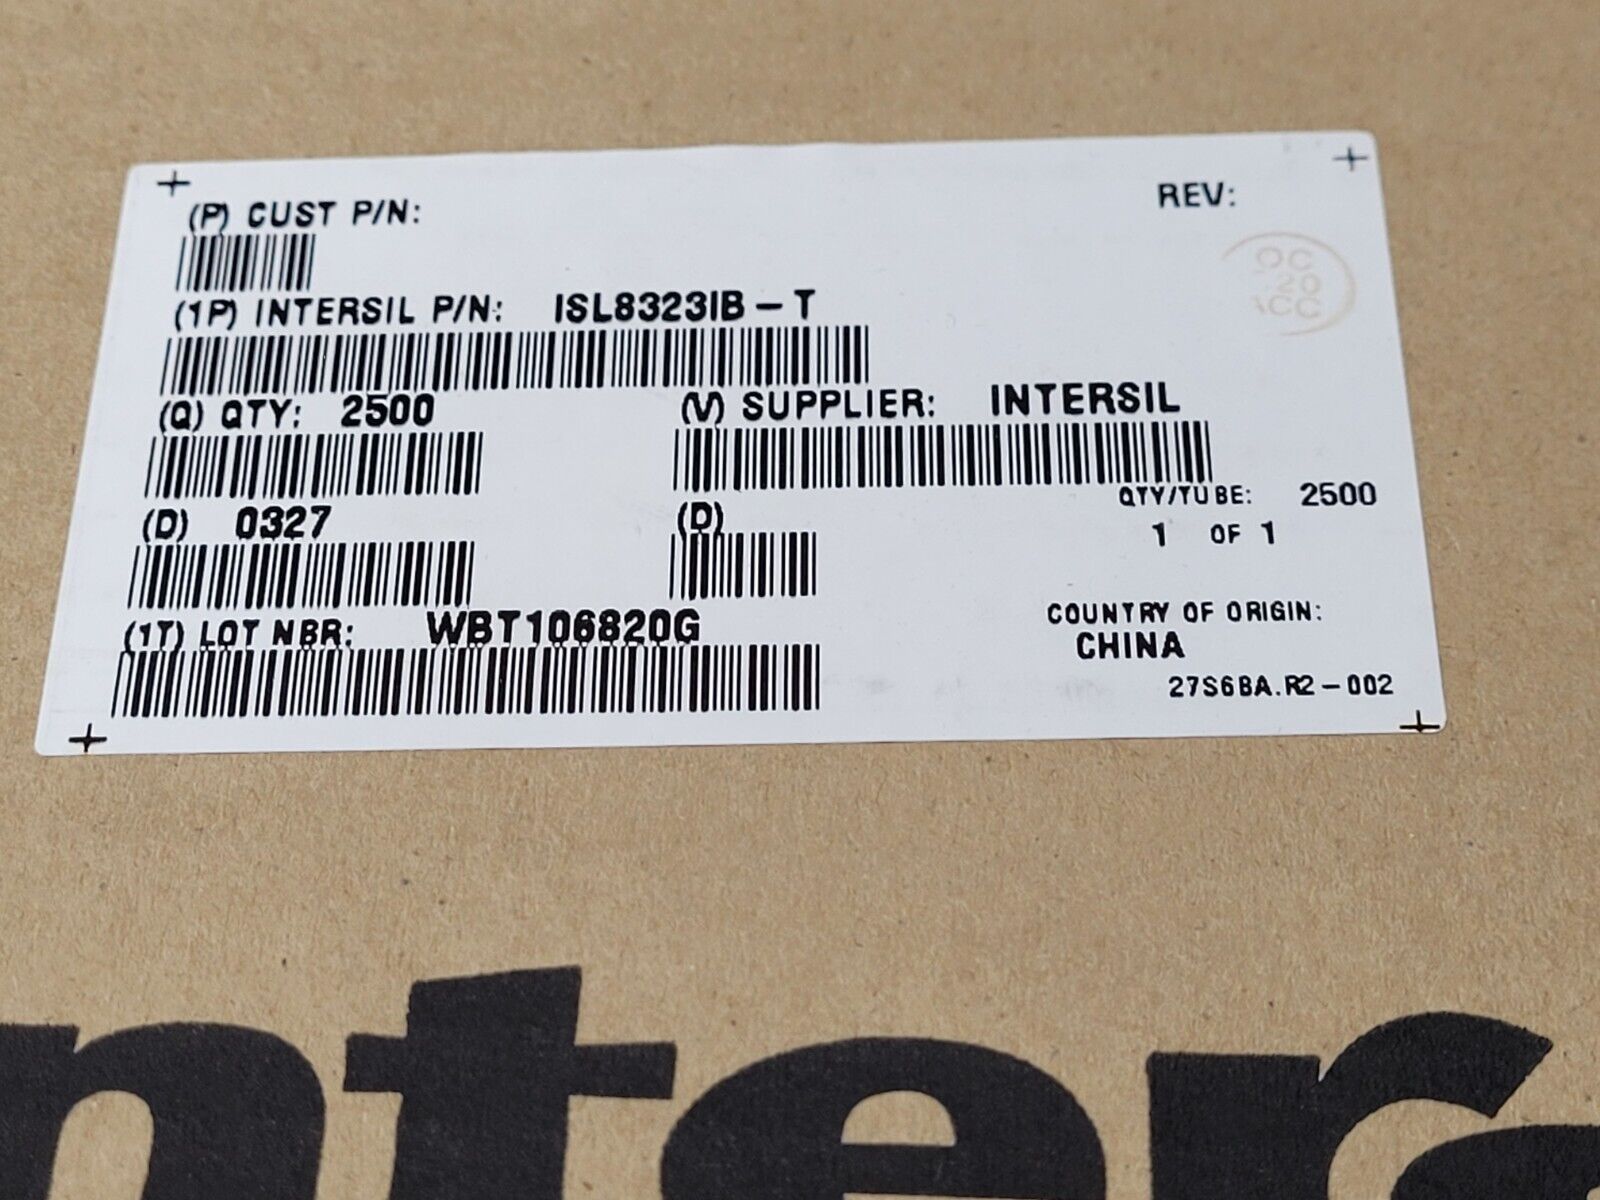 (P) CUST P/N:
REV:
(1P) INTERSIL P/N: ISL8323IB-T
(Q) QTY: 2500
(V) SUPPLIER: INTERSIL
QTY/TUBE: 2500
(D) 0327
(D)
1 OF 1
(1T) LOT NBR: WBT106820G
COUNTRY OF ORIGIN:
CHINA
27S6BA.R2-002
nter